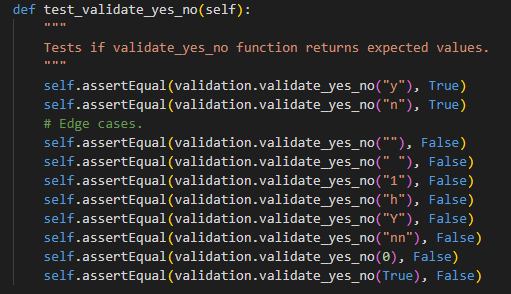 def test_validate_yes_no(self):
"""
Tests if validate_yes_no function returns expected values.
"""
self.assertEqual(validation.validate_yes_no("y"), True)
self.assertEqual(validation.validate_yes_no("n"), True)
# Edge cases.
self.assertEqual(validation.validate_yes_no(""), False)
self.assertEqual(validation.validate_yes_no(" "), False)
self.assertEqual(validation.validate_yes_no("1"), False)
self.assertEqual(validation.validate_yes_no("h"), False)
self.assertEqual(validation.validate_yes_no("Y"), False)
self.assertEqual(validation.validate_yes_no("nn"), False)
self.assertEqual(validation.validate_yes_no(0), False)
self.assertEqual(validation.validate_yes_no(True), False)